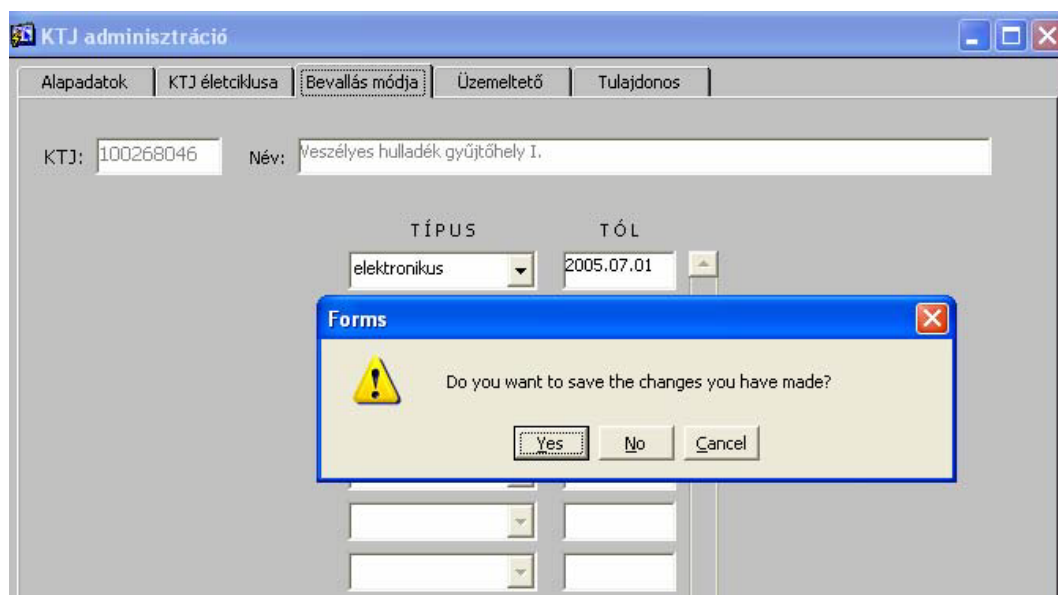 KTJ adminisztráció
Alapadatok KTJ életciklusa Bevallás módja Üzemeltető Tulajdonos
KTJ: 100268046 Név: Veszélyes hulladék gyűjtőhely I.
TÍPUS TÓL
elektronikus 2005.07.01
Forms
Do you want to save the changes you have made?
Yes No Cancel